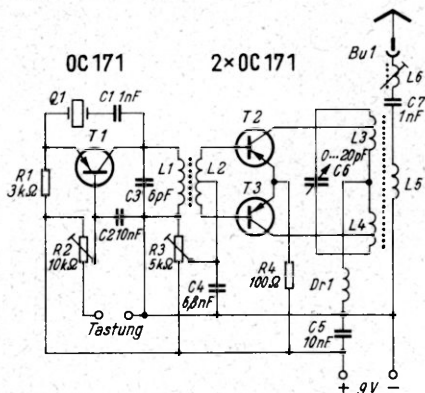 OC 171
2×OC 171
Bu1
L6
C7
1nF
Q1
C1 1nF
T1
T2
L1
L2
L3
0...20pF
C6
R1
3kΩ
C3
6pF
T3
L5
L4
C2 10nF
R2
10kΩ
R3
5kΩ
R4
100Ω
Dr1
C4
6,8nF
Tastung
C5
10nF
+ 9V −